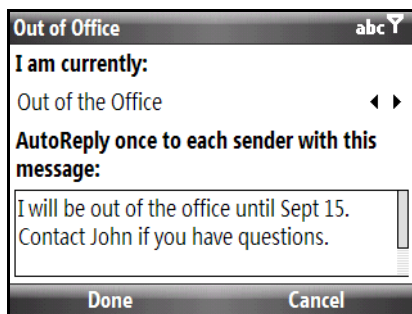 Out of Office abc
I am currently:
Out of the Office
AutoReply once to each sender with this
message:
I will be out of the office until Sept 15.
Contact John if you have questions.
Done Cancel